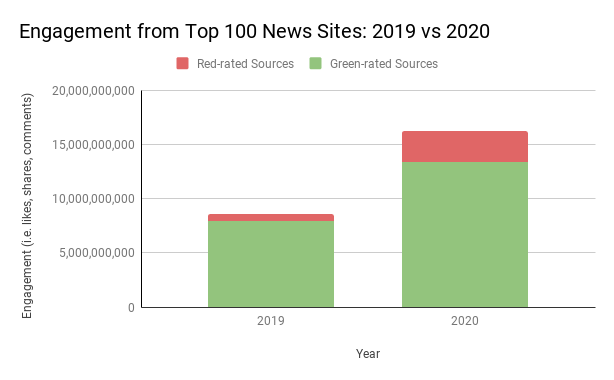 Engagement from Top 100 News Sites: 2019 vs 2020
Red-rated Sources
Green-rated Sources
Engagement (i.e. likes, shares, comments)
20,000,000,000
15,000,000,000
10,000,000,000
5,000,000,000
0
2019
2020
Year